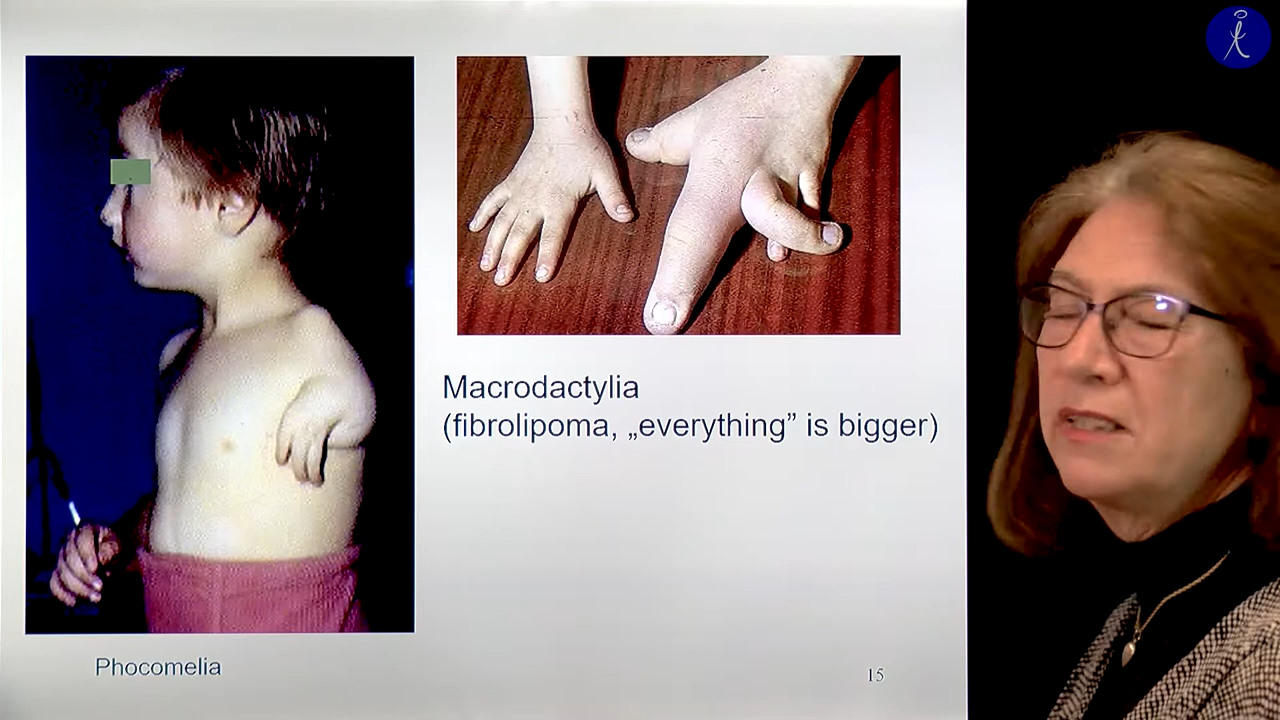 Macrodactylia
(fibrolipoma, „everything” is bigger)
Phocomelia
15